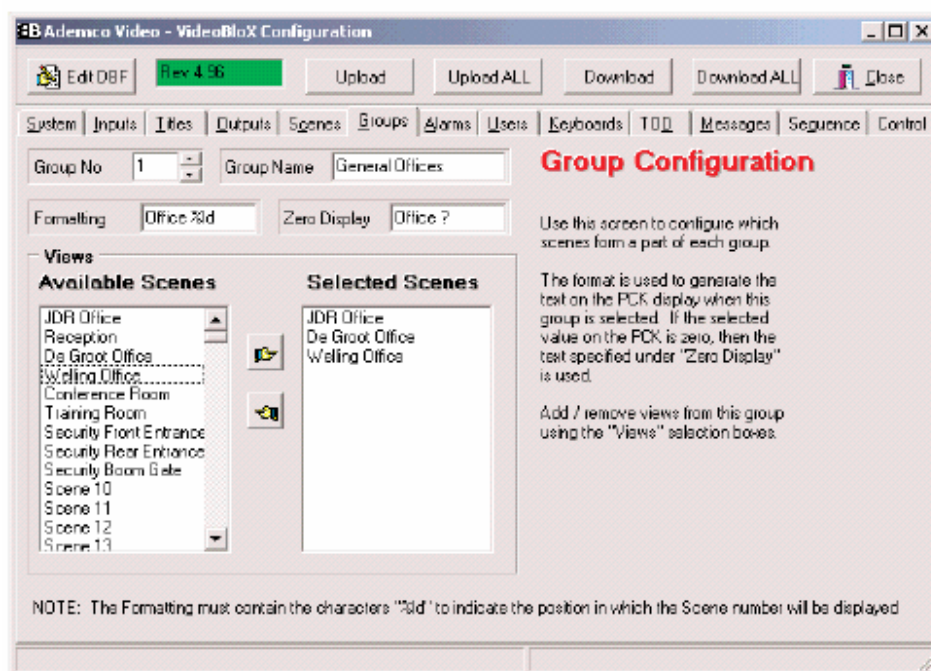 Ademco Video - VideoBloX Configuration
Edit DBF
Rev 4.96
Upload
Upload ALL
Download
Download ALL
Close
System Inputs Titles Outputs Scenes Groups Alarms Users Keyboards TOD Messages Sequence Control
Group No 1 Group Name General Offices
Formatting Office %ld Zero Display Office ?
Views
Available Scenes
JDR Office
Reception
De Groot Office
Welling Office
Conference Room
Training Room
Security Front Entrance
Security Rear Entrance
Security Boom Gate
Scene 10
Scene 11
Scene 12
Scene 13
Selected Scenes
JDR Office
De Groot Office
Welling Office
Group Configuration
Use this screen to configure which
scenes form a part of each group.
The format is used to generate the
text on the PCK display when this
group is selected. If the selected
value on the PCK is zero, then the
text specified under "Zero Display"
is used.
Add / remove views from this group
using the "Views" selection boxes.
NOTE: The Formatting must contain the characters "%ld" to indicate the position in which the Scene number will be displayed